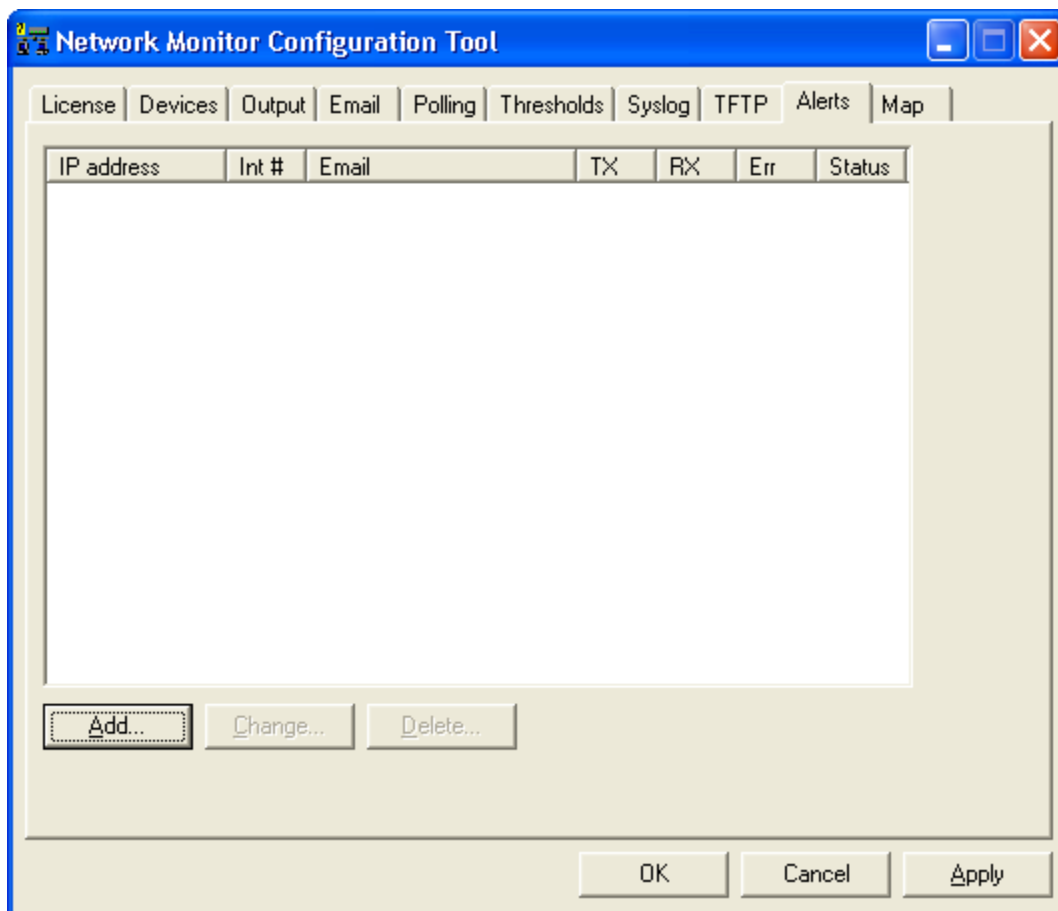 Network Monitor Configuration Tool
License Devices Output Email Polling Thresholds Syslog TFTP Alerts Map
IP address Int # Email TX RX Err Status
Add... Change... Delete...
OK Cancel Apply